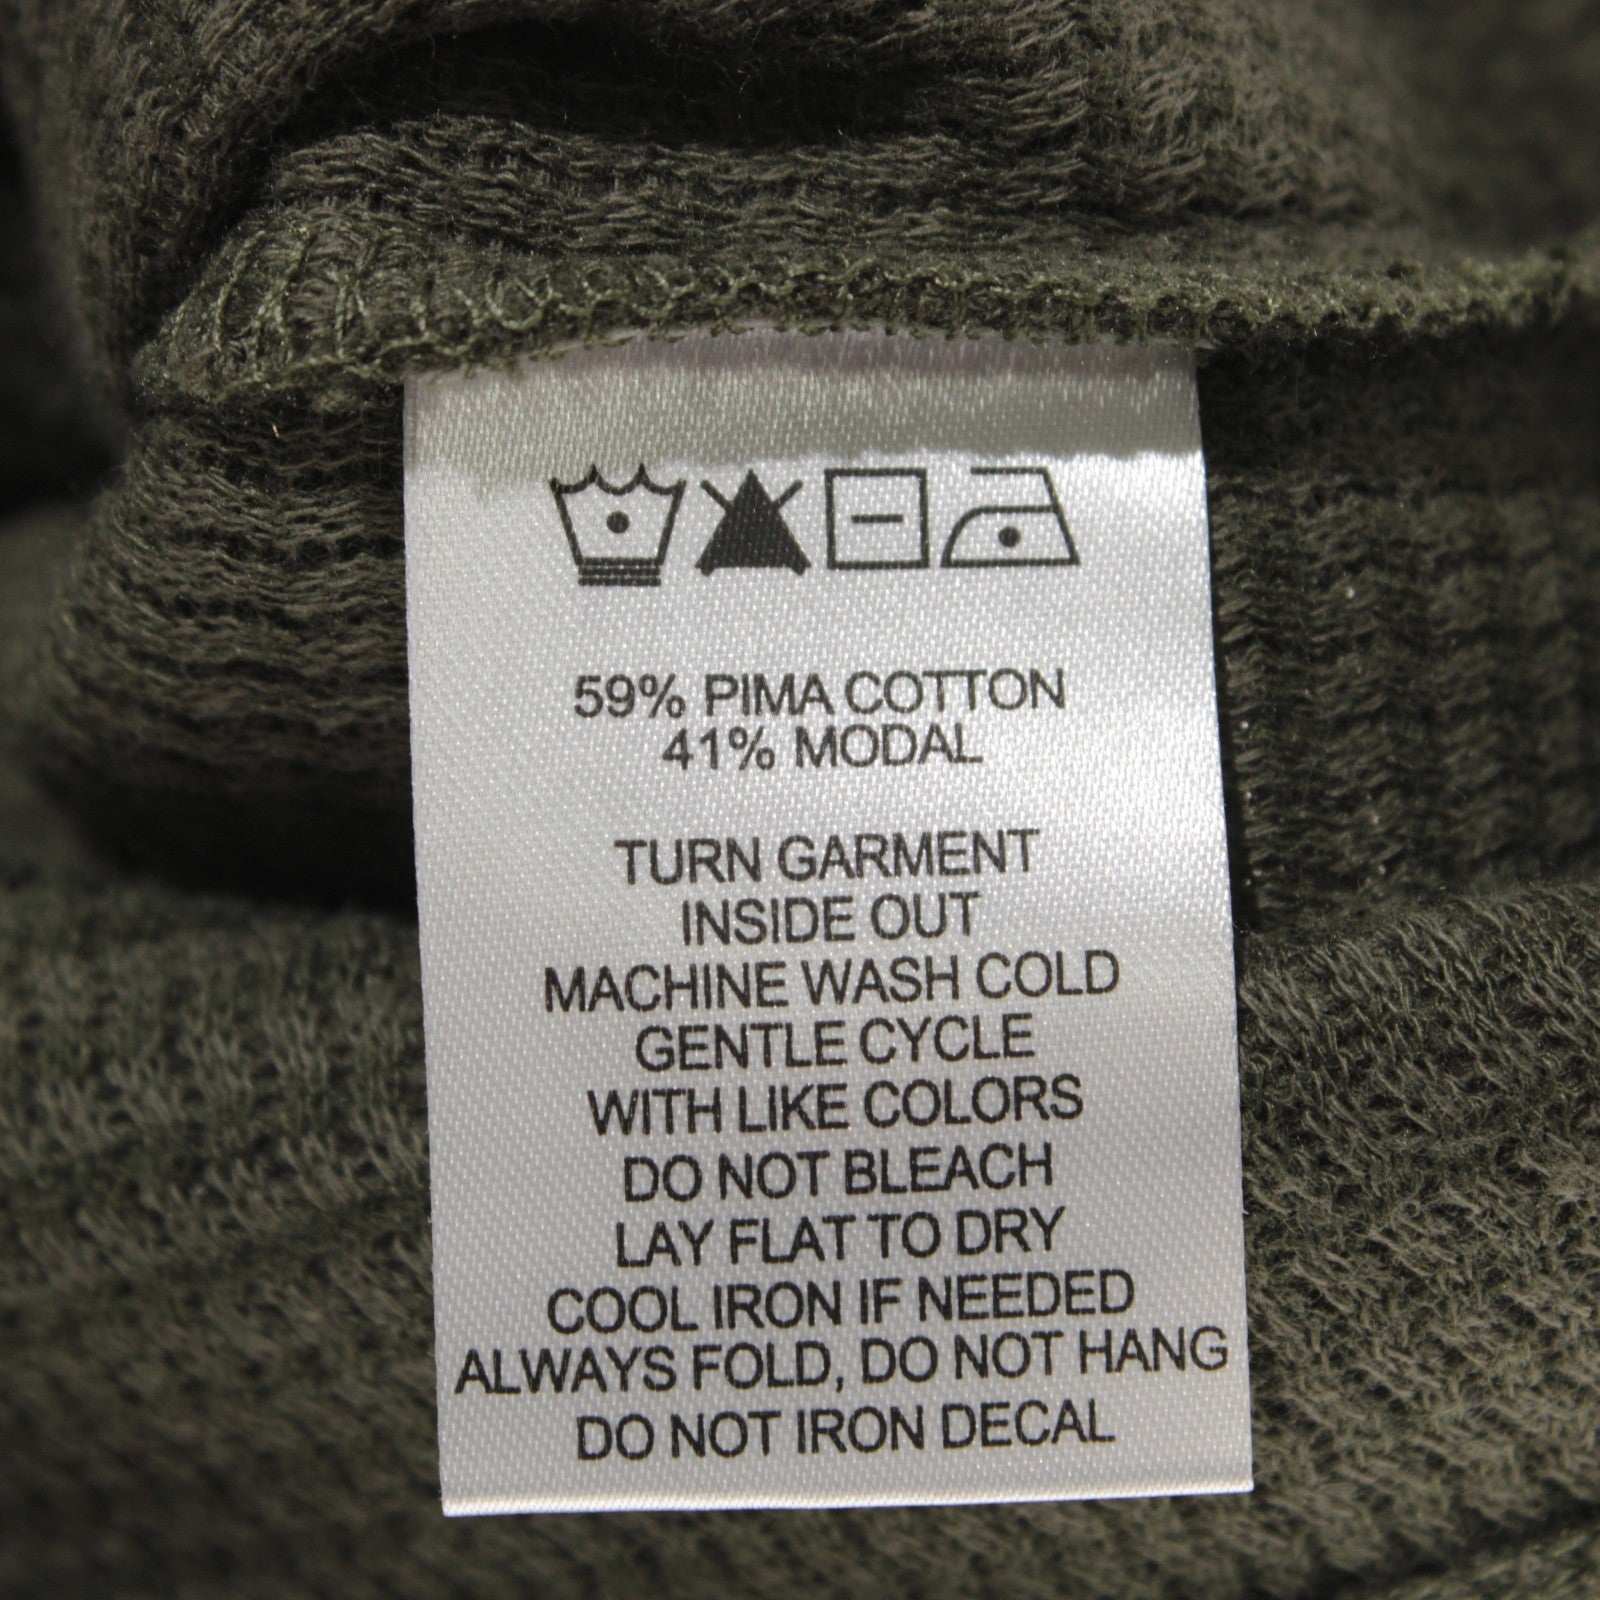 59% PIMA COTTON
41% MODAL
TURN GARMENT
INSIDE OUT
MACHINE WASH COLD
GENTLE CYCLE
WITH LIKE COLORS
DO NOT BLEACH
LAY FLAT TO DRY
COOL IRON IF NEEDED
ALWAYS FOLD, DO NOT HANG
DO NOT IRON DECAL